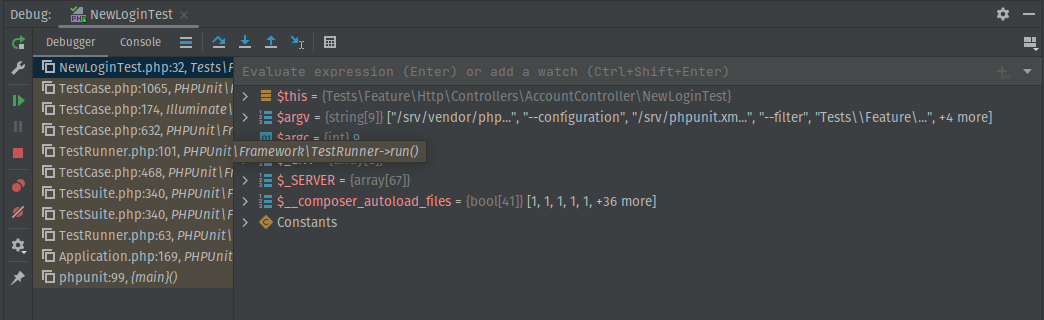 Debug: NewLoginTest
Debugger Console
NewLoginTest.php:32, Tests\F
TestCase.php:1065, PHPUnit\F
TestCase.php:174, Illuminate\
TestCase.php:632, PHPUnit\Fr
TestRunner.php:101, PHPUnit\Framework\TestRunner->run()
TestCase.php:468, PHPUnit\Fr
TestSuite.php:340, PHPUnit\F
TestSuite.php:340, PHPUnit\F
TestRunner.php:63, PHPUnit\
Application.php:169, PHPUnit
phpunit:99, {main}()
Evaluate expression (Enter) or add a watch (Ctrl+Shift+Enter)
$this = {Tests\Feature\Http\Controllers\AccountController\NewLoginTest}
$argv = {string[9]} ["/srv/vendor/php...", "--configuration", "/srv/phpunit.xm...", "--filter", "Tests\\Feature\...", +4 more]
$argc = {int} 9
$_SERVER = {array[67]}
$__composer_autoload_files = {bool[41]} [1, 1, 1, 1, 1, +36 more]
Constants